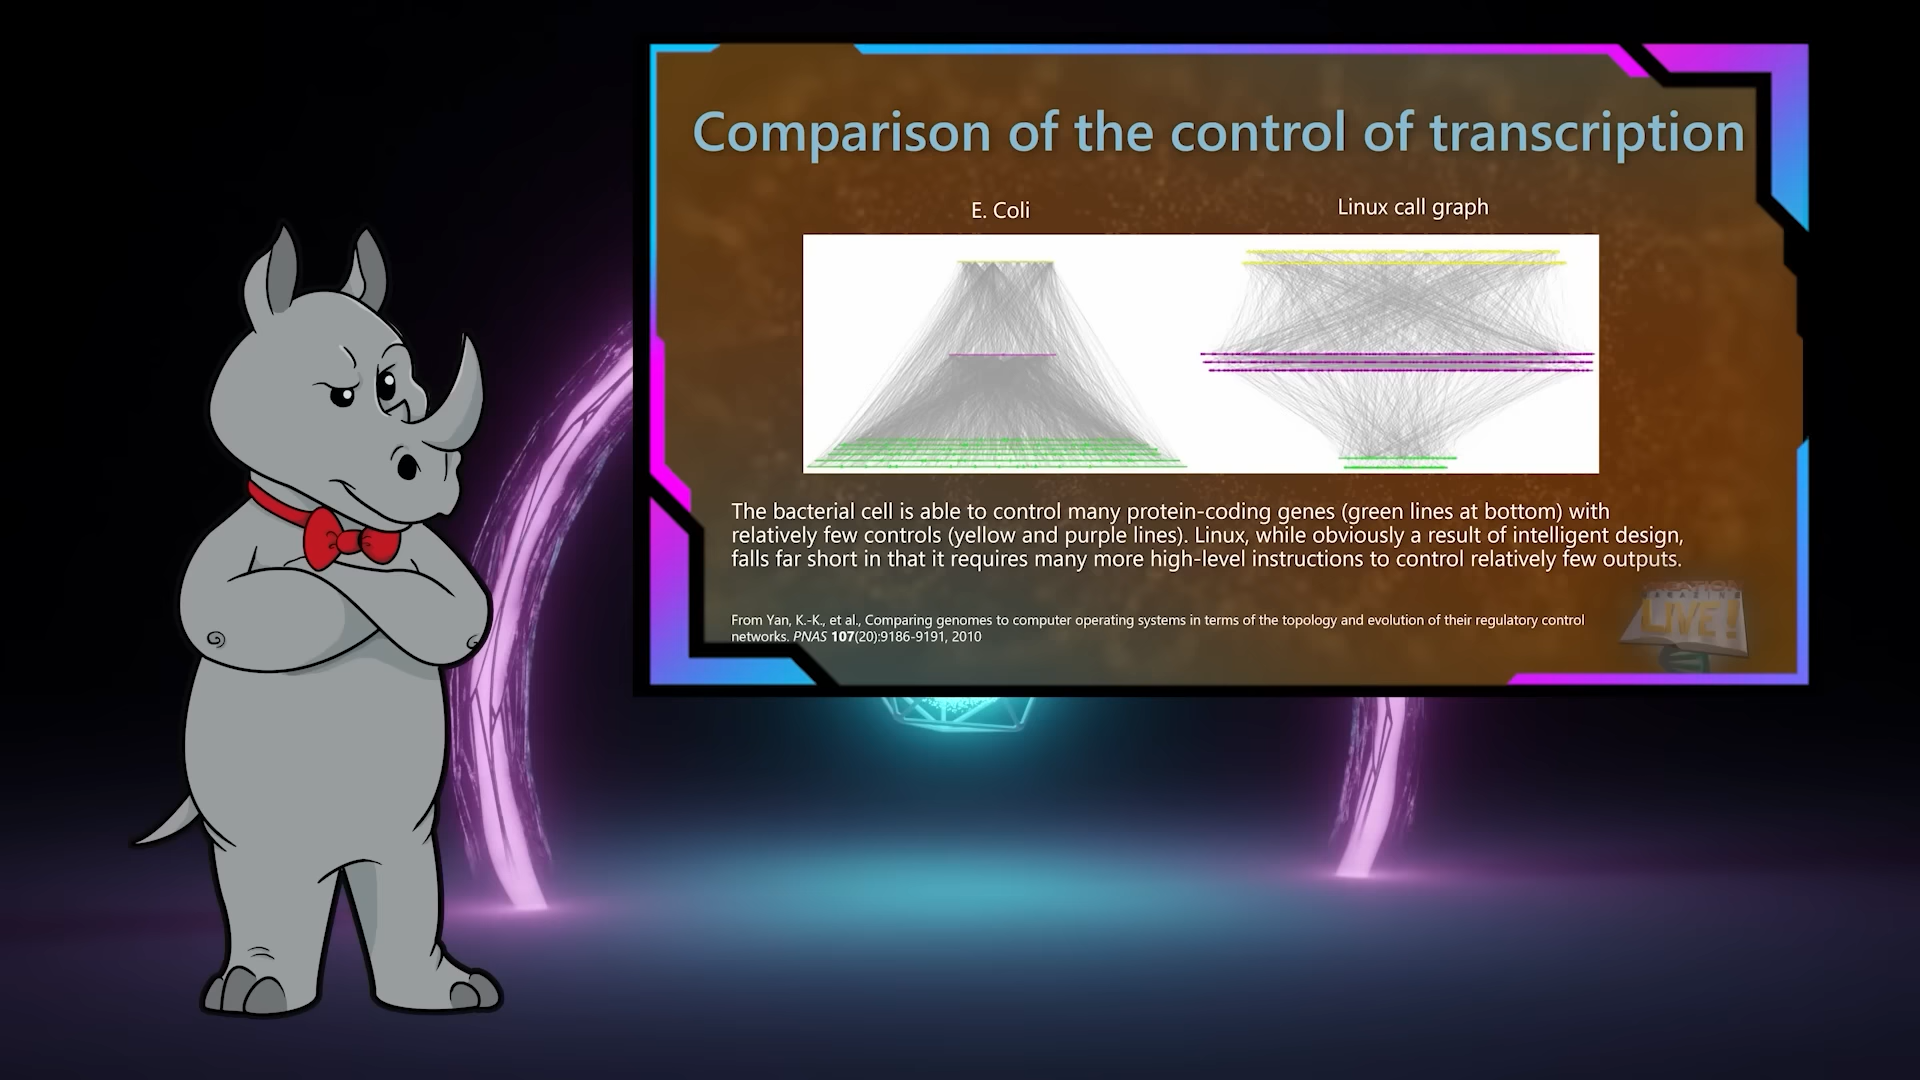 Comparison of the control of transcription
E. Coli
Linux call graph
The bacterial cell is able to control many protein-coding genes (green lines at bottom) with
relatively few controls (yellow and purple lines). Linux, while obviously a result of intelligent design,
falls far short in that it requires many more high-level instructions to control relatively few outputs.
From Yan, K.-K., et al., Comparing genomes to computer operating systems in terms of the topology and evolution of their regulatory control
networks. PNAS 107(20):9186-9191, 2010
CREATION
MAGAZINE
LIVE!